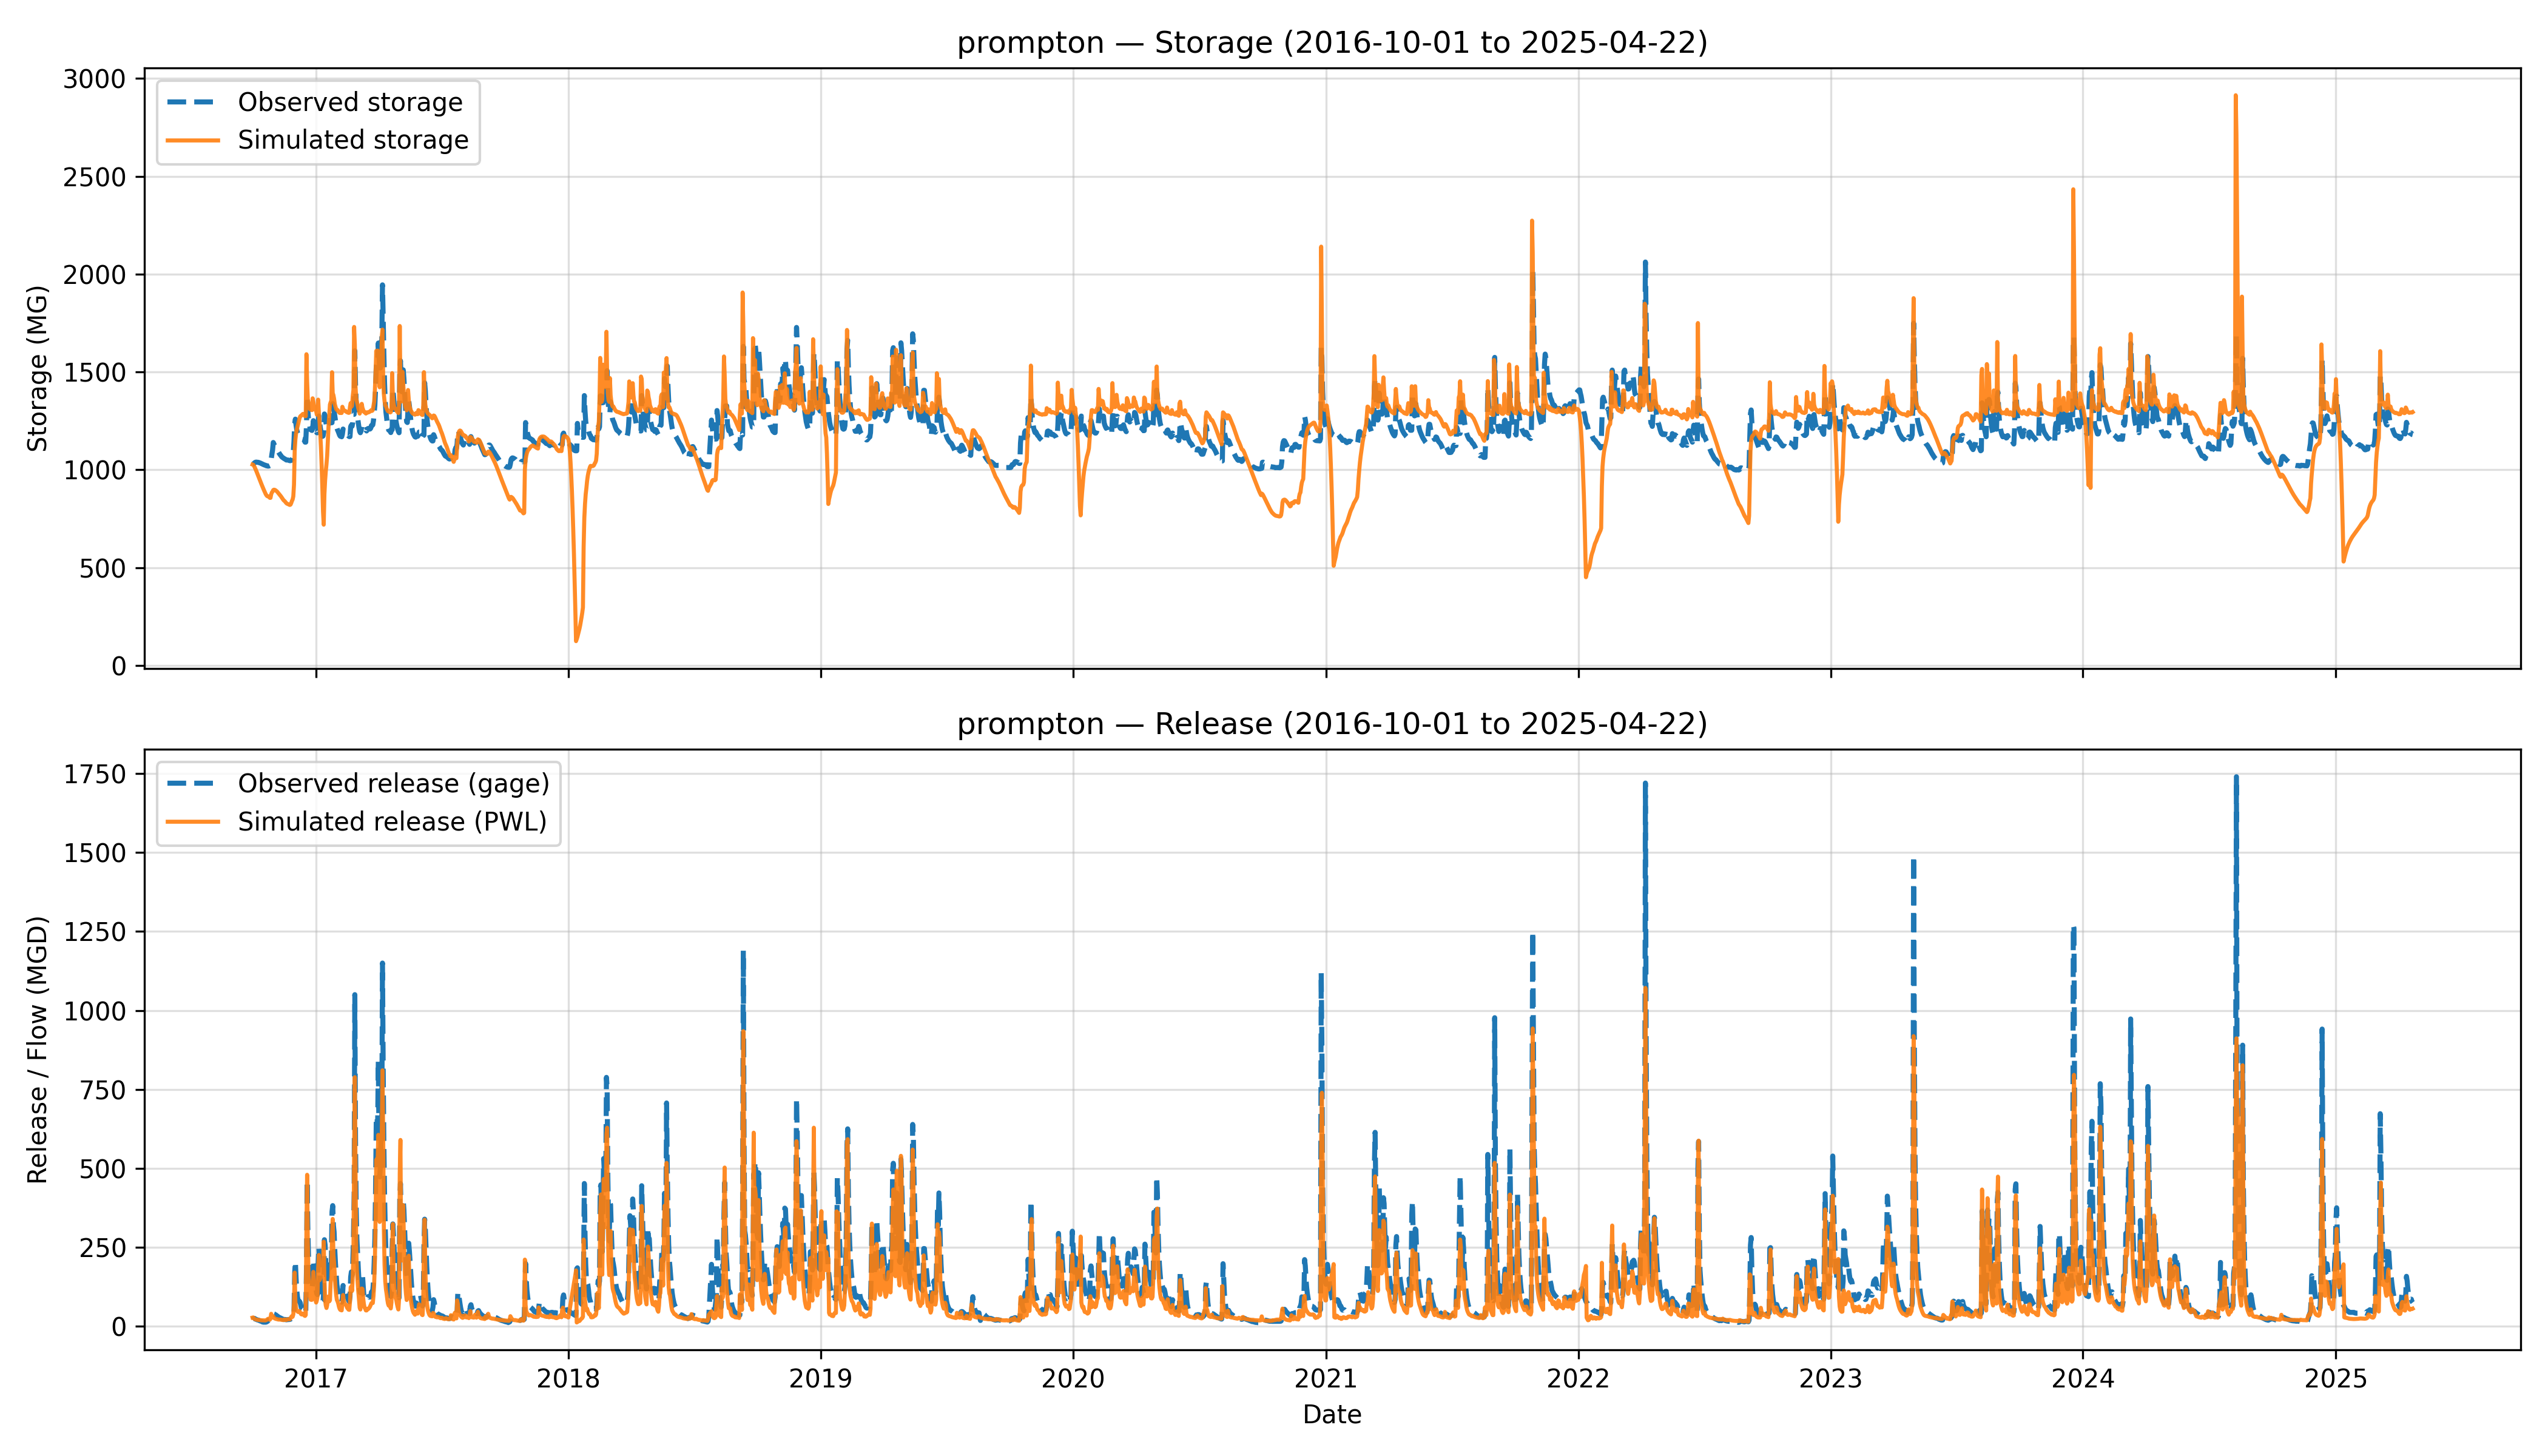 prompton — Storage (2016-10-01 to 2025-04-22)
3000
2500
2000
1500
1000
500
0
Storage (MG)
Observed storage
Simulated storage
prompton — Release (2016-10-01 to 2025-04-22)
1750
1500
1250
1000
750
500
250
0
Release / Flow (MGD)
Observed release (gage)
Simulated release (PWL)
2017 2018 2019 2020 2021 2022 2023 2024 2025
Date